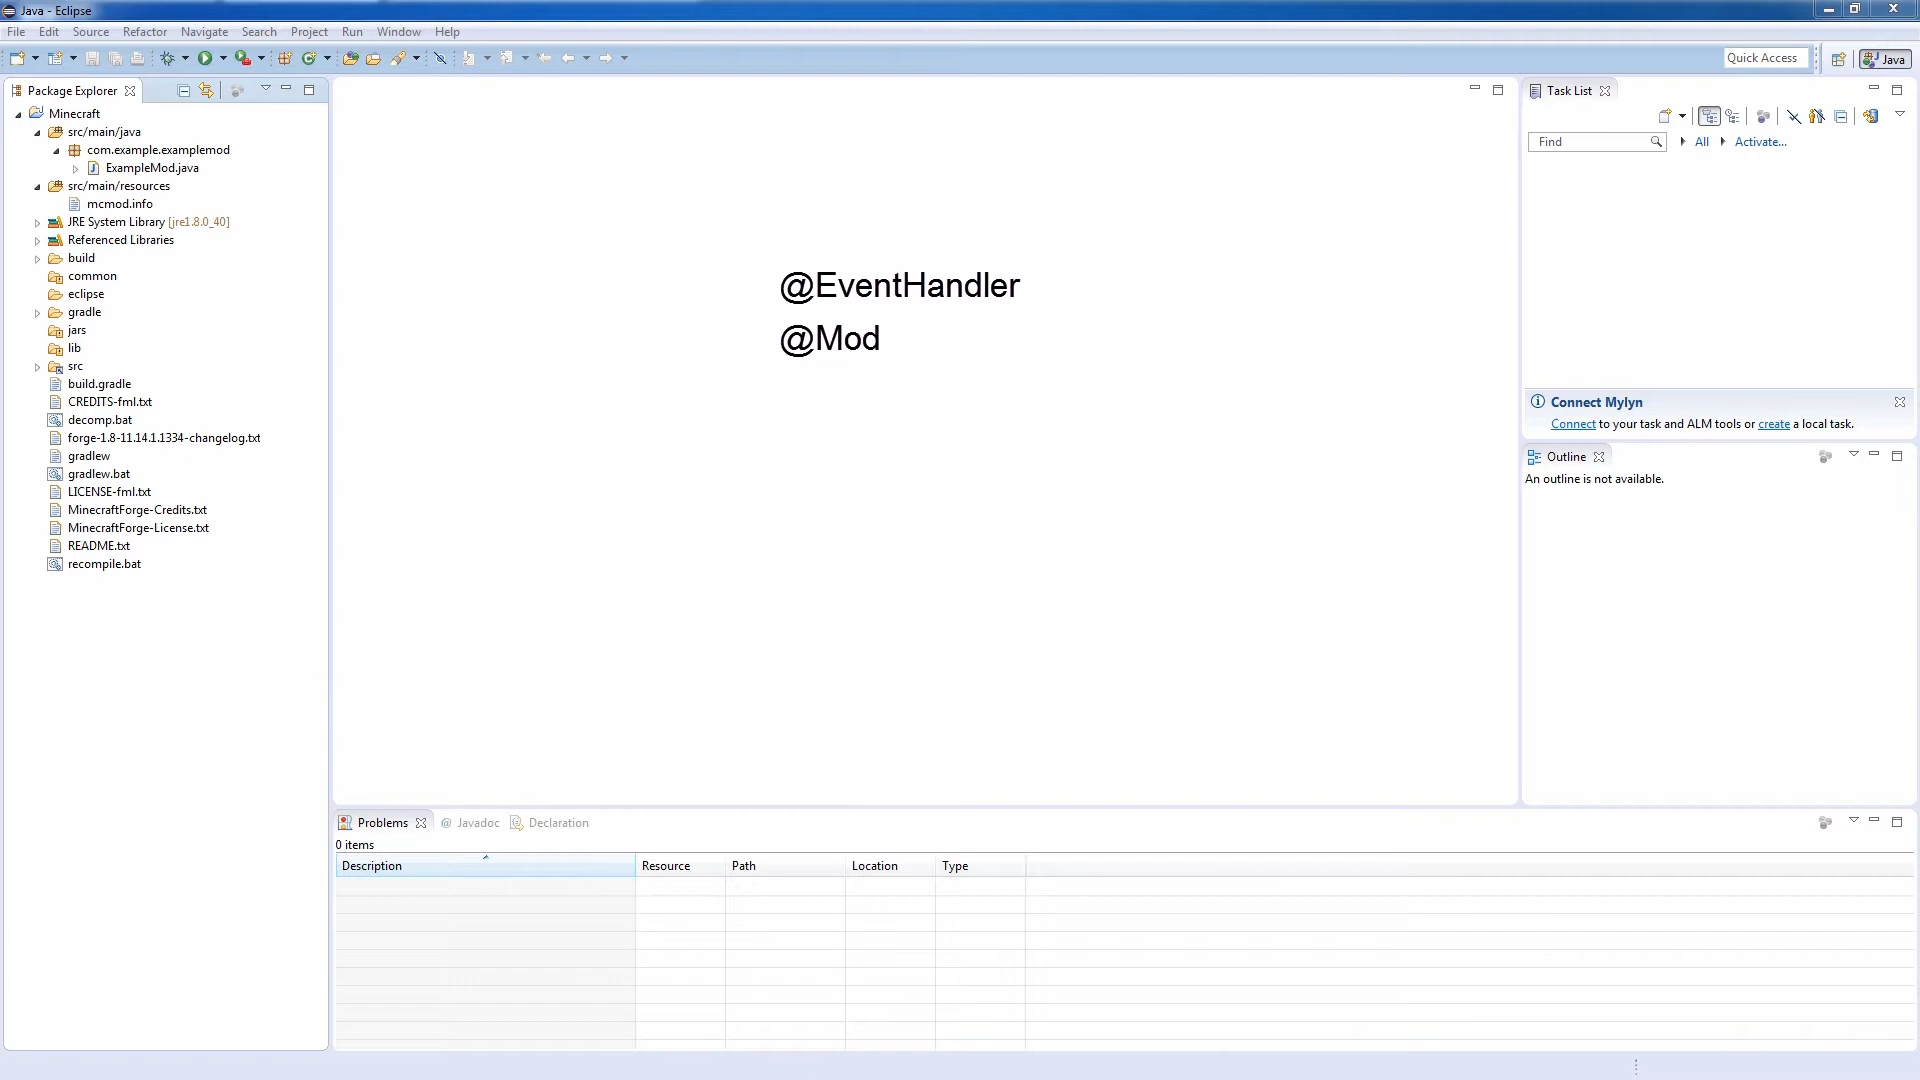 Java - Eclipse
File Edit Source Refactor Navigate Search Project Run Window Help
Quick Access
Java
Package Explorer
Minecraft
src/main/java
com.example.examplemod
ExampleMod.java
src/main/resources
mcmod.info
JRE System Library [jre1.8.0_40]
Referenced Libraries
build
common
eclipse
gradle
jars
lib
src
build.gradle
CREDITS-fml.txt
decomp.bat
forge-1.8-11.14.1.1334-changelog.txt
gradlew
gradlew.bat
LICENSE-fml.txt
MinecraftForge-Credits.txt
MinecraftForge-License.txt
README.txt
recompile.bat
@EventHandler
@Mod
Task List
Find
All
Activate...
Connect Mylyn
Connect to your task and ALM tools or create a local task.
Outline
An outline is not available.
Problems
@ Javadoc
Declaration
0 items
Description Resource Path Location Type